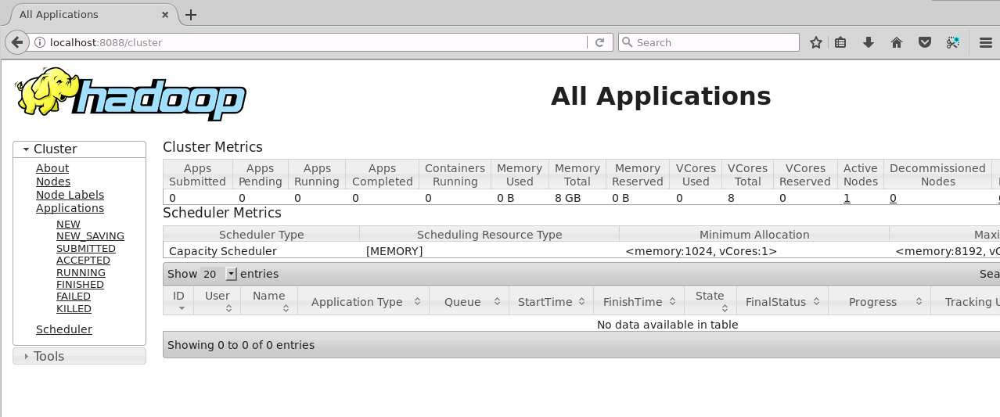 All Applications
localhost:8088/cluster
Search
hadoop
All Applications
Cluster
About
Nodes
Node Labels
Applications
NEW
NEW_SAVING
SUBMITTED
ACCEPTED
RUNNING
FINISHED
FAILED
KILLED
Scheduler
Tools
Cluster Metrics
Apps Submitted Apps Pending Apps Running Apps Completed Containers Running Memory Used Memory Total Memory Reserved VCores Used VCores Total VCores Reserved Active Nodes Decommissioned Nodes
0 0 0 0 0 0 B 8 GB 0 B 0 8 0 1 0
Scheduler Metrics
Scheduler Type Scheduling Resource Type Minimum Allocation Maxi
Capacity Scheduler [MEMORY] <memory:1024, vCores:1> <memory:8192, vC
Show 20 entries Sea
ID User Name Application Type Queue StartTime FinishTime State FinalStatus Progress Tracking U
No data available in table
Showing 0 to 0 of 0 entries